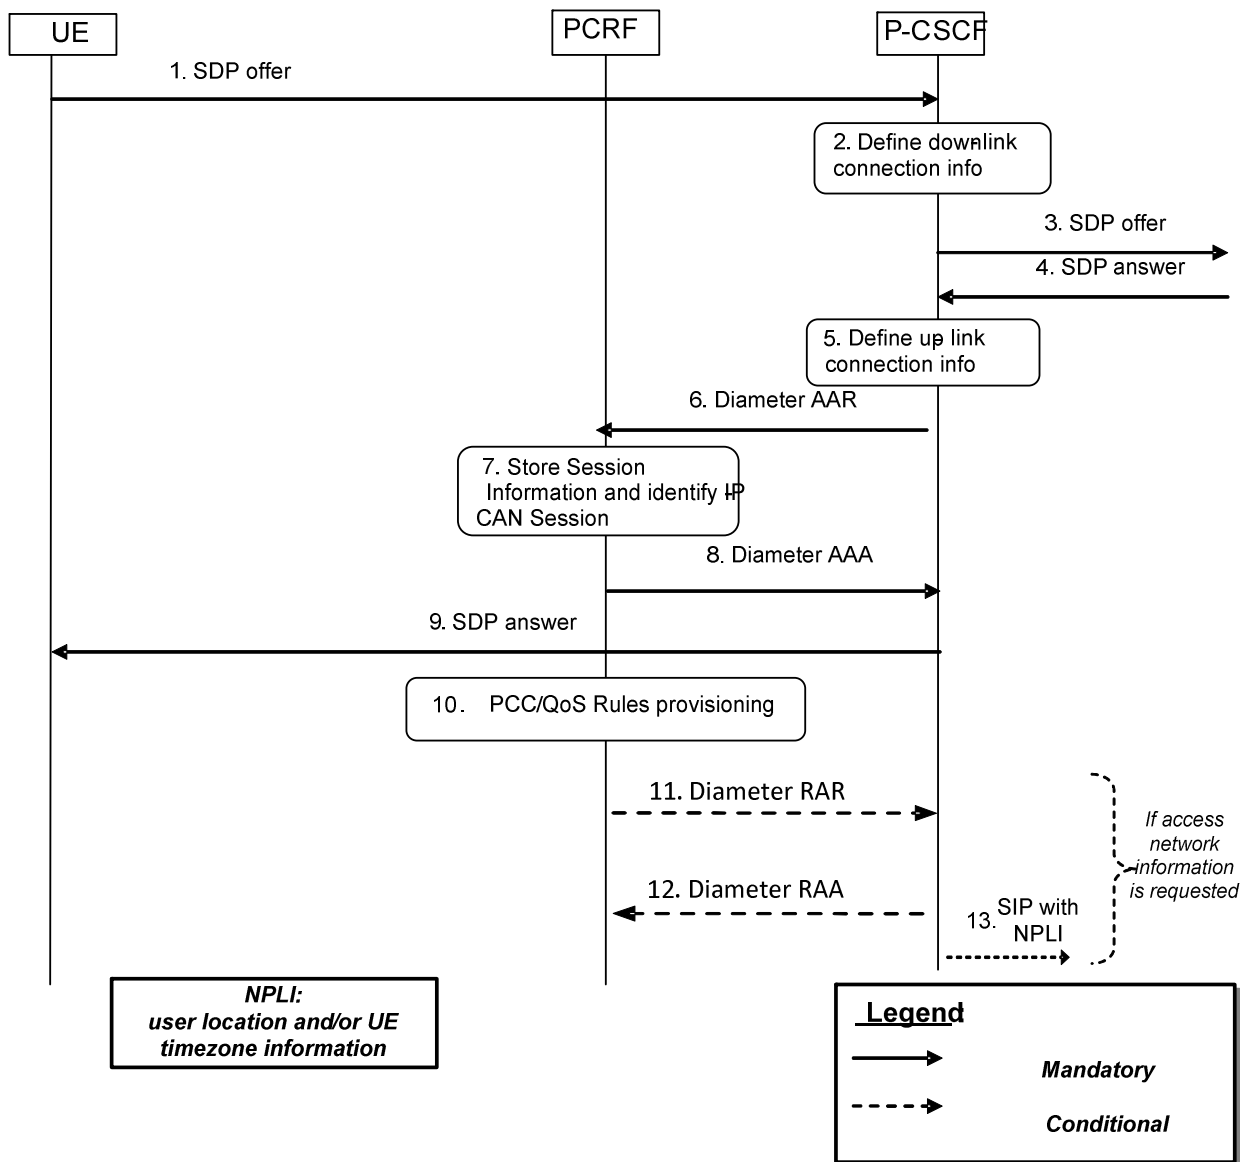 UE
PCRF
P-CSCF
1. SDP offer
2. Define downlink
connection info
3. SDP offer
4. SDP answer
5. Define up link
connection info
6. Diameter AAR
7. Store Session
Information and identify IP
CAN Session
8. Diameter AAA
9. SDP answer
10. PCC/QoS Rules provisioning
11. Diameter RAR
If access
network
information
is requested
12. Diameter RAA
13. SIP with
NPLI
NPLI:
user location and/or UE
timezone information
Legend:
Mandatory
Conditional